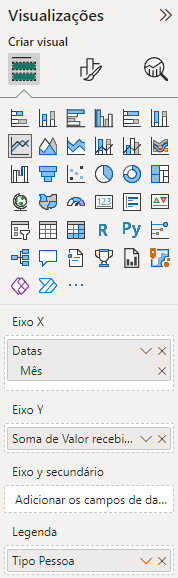 Visualizações
Criar visual
123
R
Py
Eixo X
Datas
Mês
Eixo Y
Soma de Valor recebi...
Eixo y secundário
Adicionar os campos de da...
Legenda
Tipo Pessoa